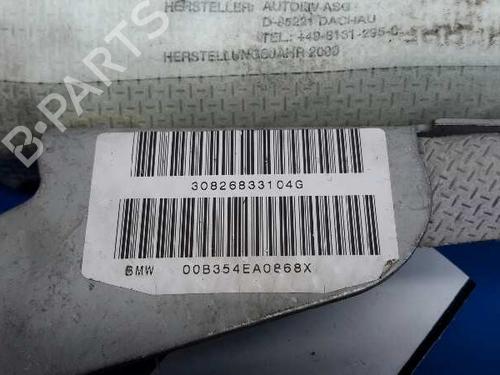 HERSTELLER: AUTOLIV ASG
D-85221 DACHAU
TEL.: +49-8131-295-0
HERSTELLUNGSJAHR 2000
B-PARTS
30826833104G
BMW 00B354EA0868X